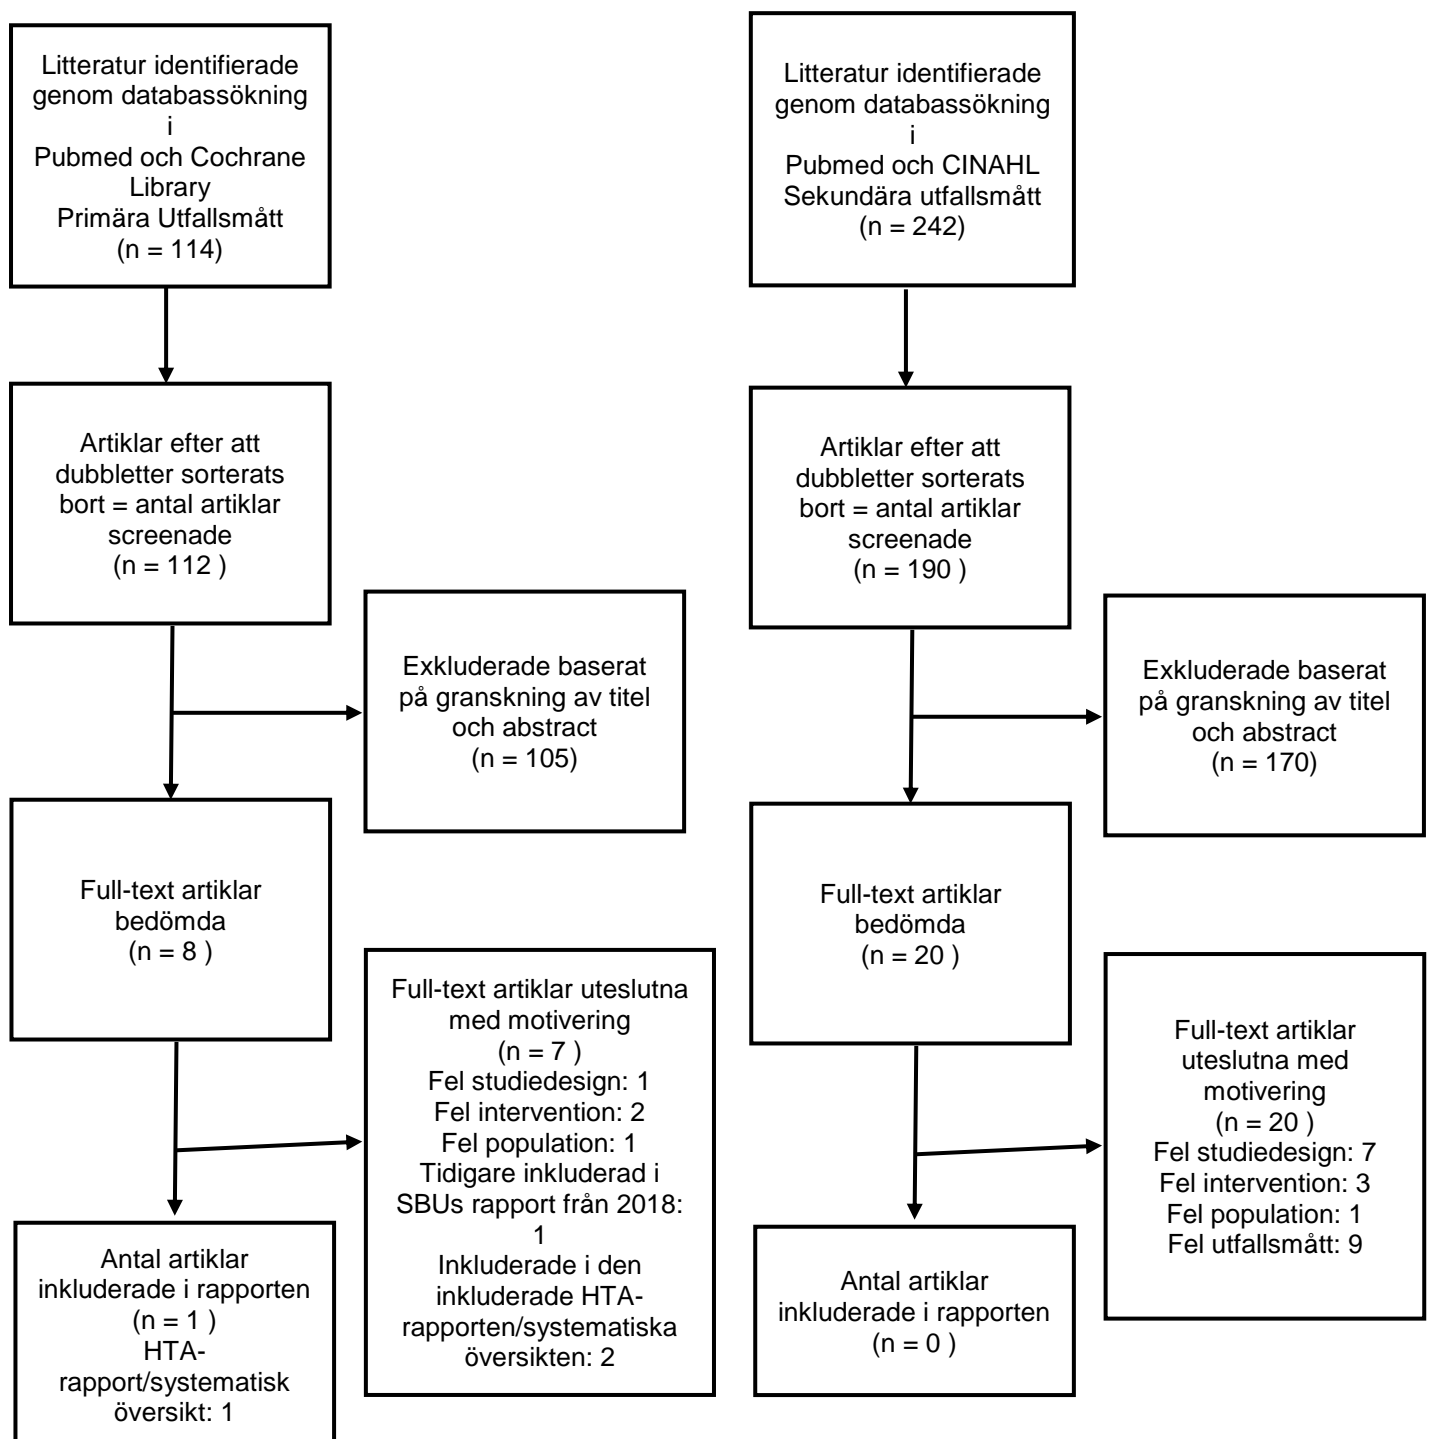 Litteratur identifierade
genom databassökning
i
Pubmed och Cochrane
Library
Primära Utfallsmått
(n = 114)
Artiklar efter att
dubbletter sorterats
bort = antal artiklar
screenade
(n = 112 )
Exkluderade baserat
på granskning av titel
och abstract
(n = 105)
Full-text artiklar
bedömda
(n = 8 )
Full-text artiklar uteslutna
med motivering
(n = 7 )
Fel studiedesign: 1
Fel intervention: 2
Fel population: 1
Tidigare inkluderad i
SBUs rapport från 2018:
1
Inkluderade i den
inkluderade HTA-
rapporten/systematiska
översikten: 2
Antal artiklar
inkluderade i rapporten
(n = 1 )
HTA-
rapport/systematisk
översikt: 1
Litteratur identifierade
genom databassökning
i
Pubmed och CINAHL
Sekundära utfallsmått
(n = 242)
Artiklar efter att
dubbletter sorterats
bort = antal artiklar
screenade
(n = 190 )
Exkluderade baserat
på granskning av titel
och abstract
(n = 170)
Full-text artiklar
bedömda
(n = 20 )
Full-text artiklar
uteslutna med
motivering
(n = 20 )
Fel studiedesign: 7
Fel intervention: 3
Fel population: 1
Fel utfallsmått: 9
Antal artiklar
inkluderade i rapporten
(n = 0 )